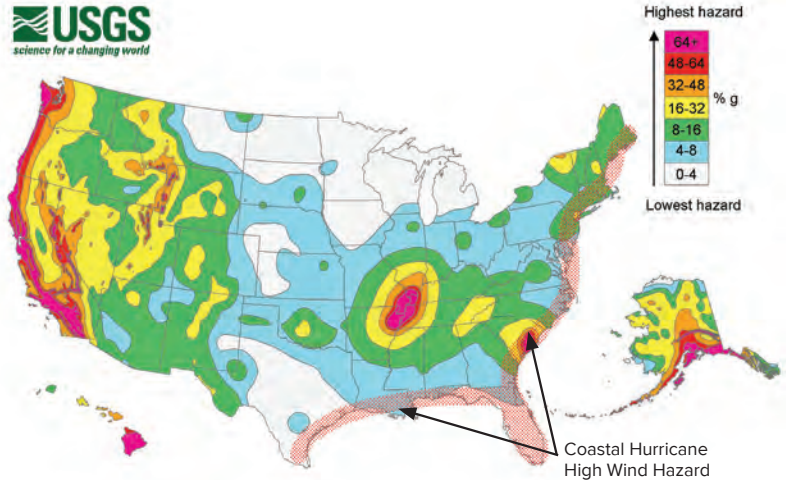 USGS
science for a changing world
Highest hazard
64+
48-64
32-48
16-32
8-16
4-8
0-4
% g
Lowest hazard
Coastal Hurricane
High Wind Hazard